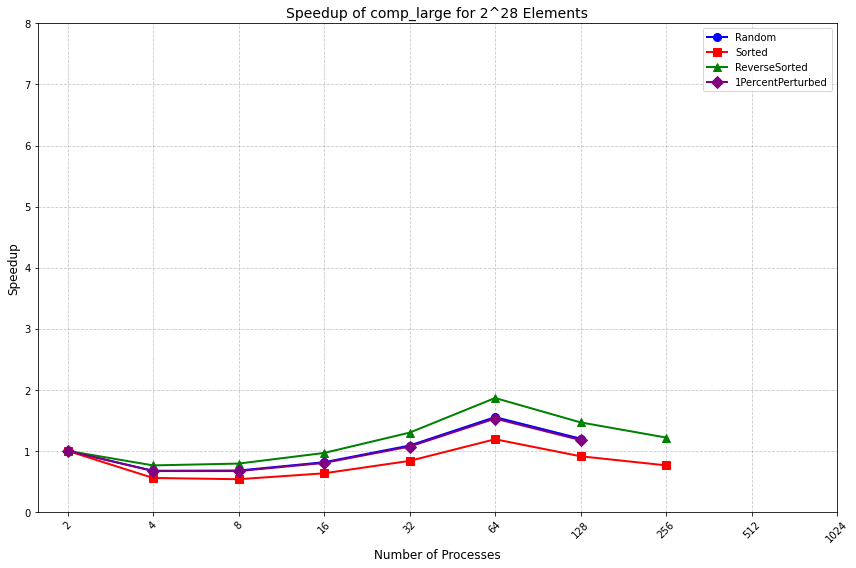 Speedup of comp_large for 2^28 Elements
Random
Sorted
ReverseSorted
1PercentPerturbed
Speedup
8
7
6
5
4
3
2
1
0
2
4
8
16
32
64
128
256
512
1024
Number of Processes